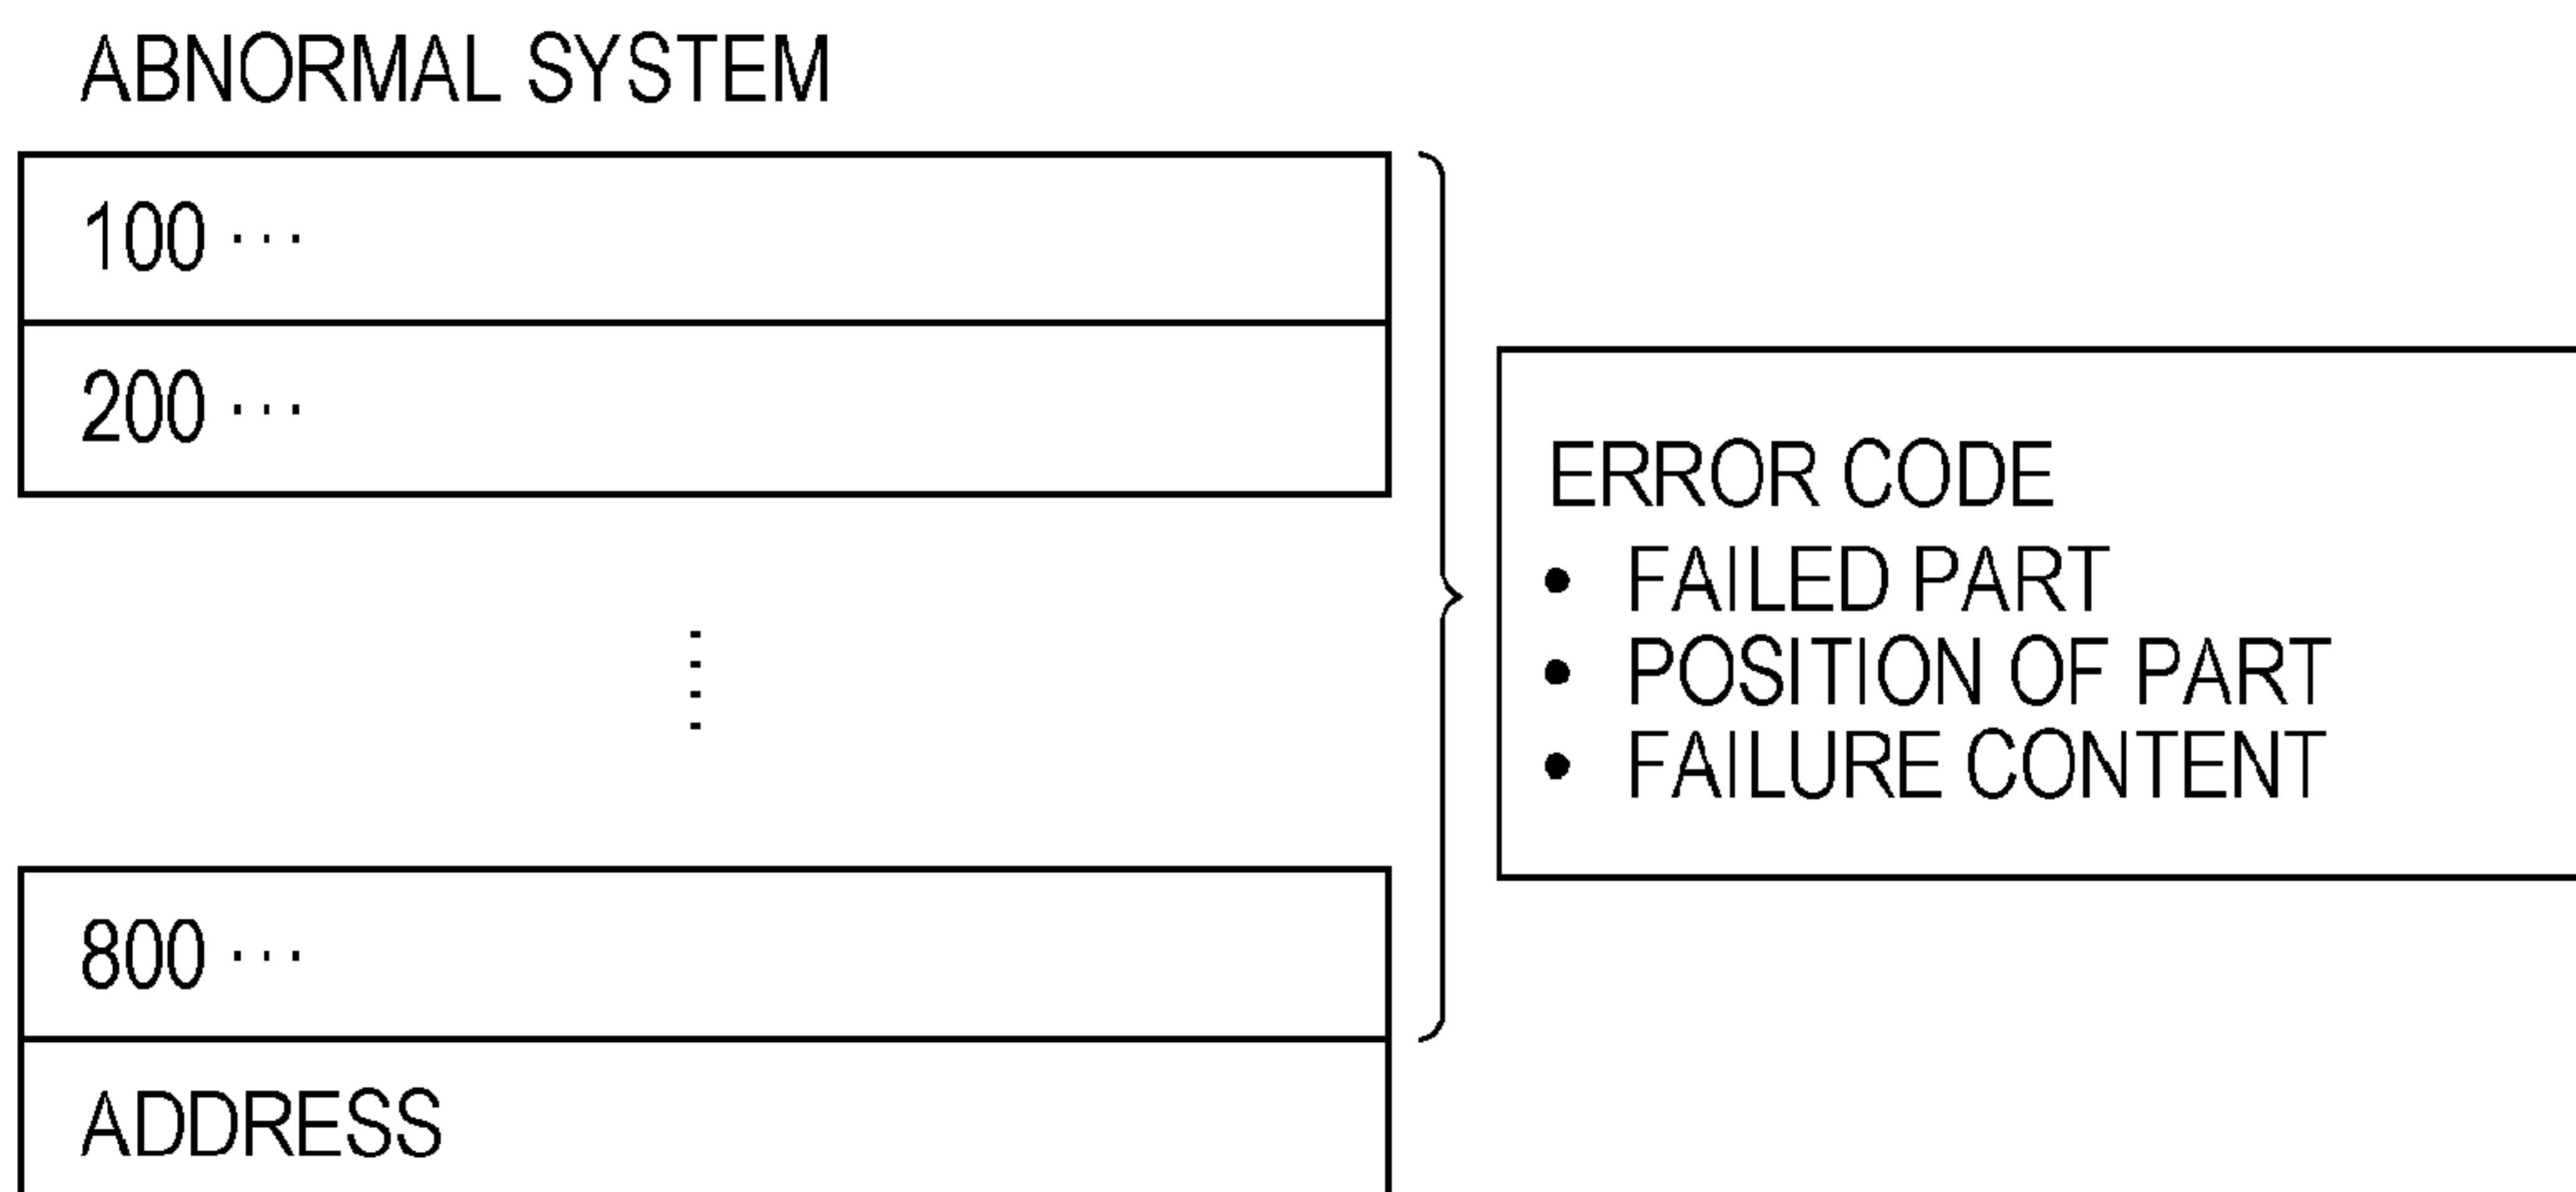 ABNORMAL SYSTEM
100 ···
200 ···
800 ···
ADDRESS
ERROR CODE
• FAILED PART
• POSITION OF PART
• FAILURE CONTENT